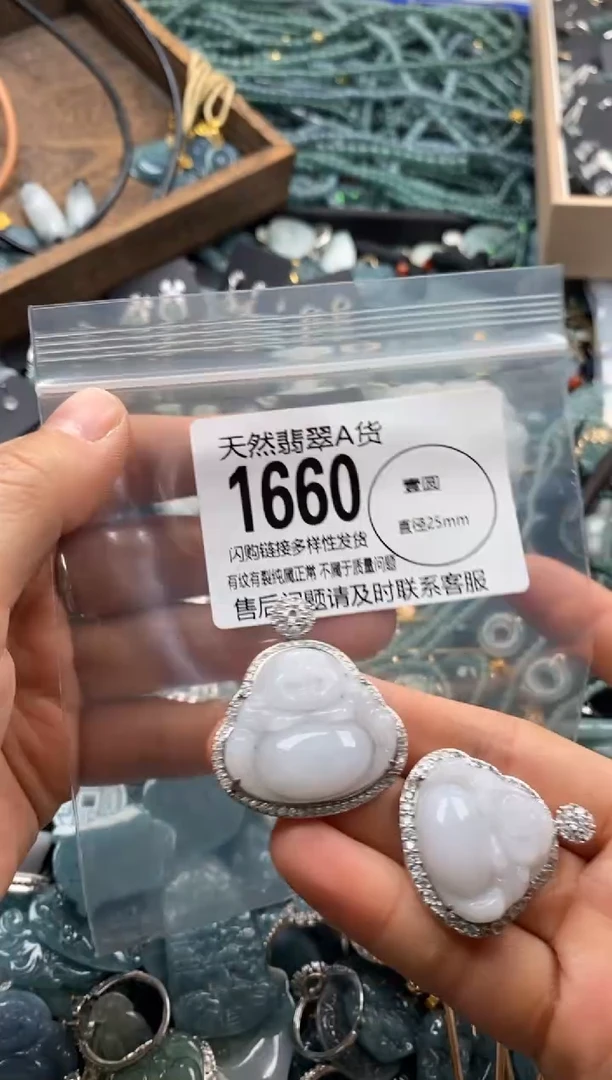 天然翡翠A货
1660
壹圆
直径25mm
闪购链接多样性发货
有纹有裂纯属正常 不属于质量问题
售后问题请及时联系客服